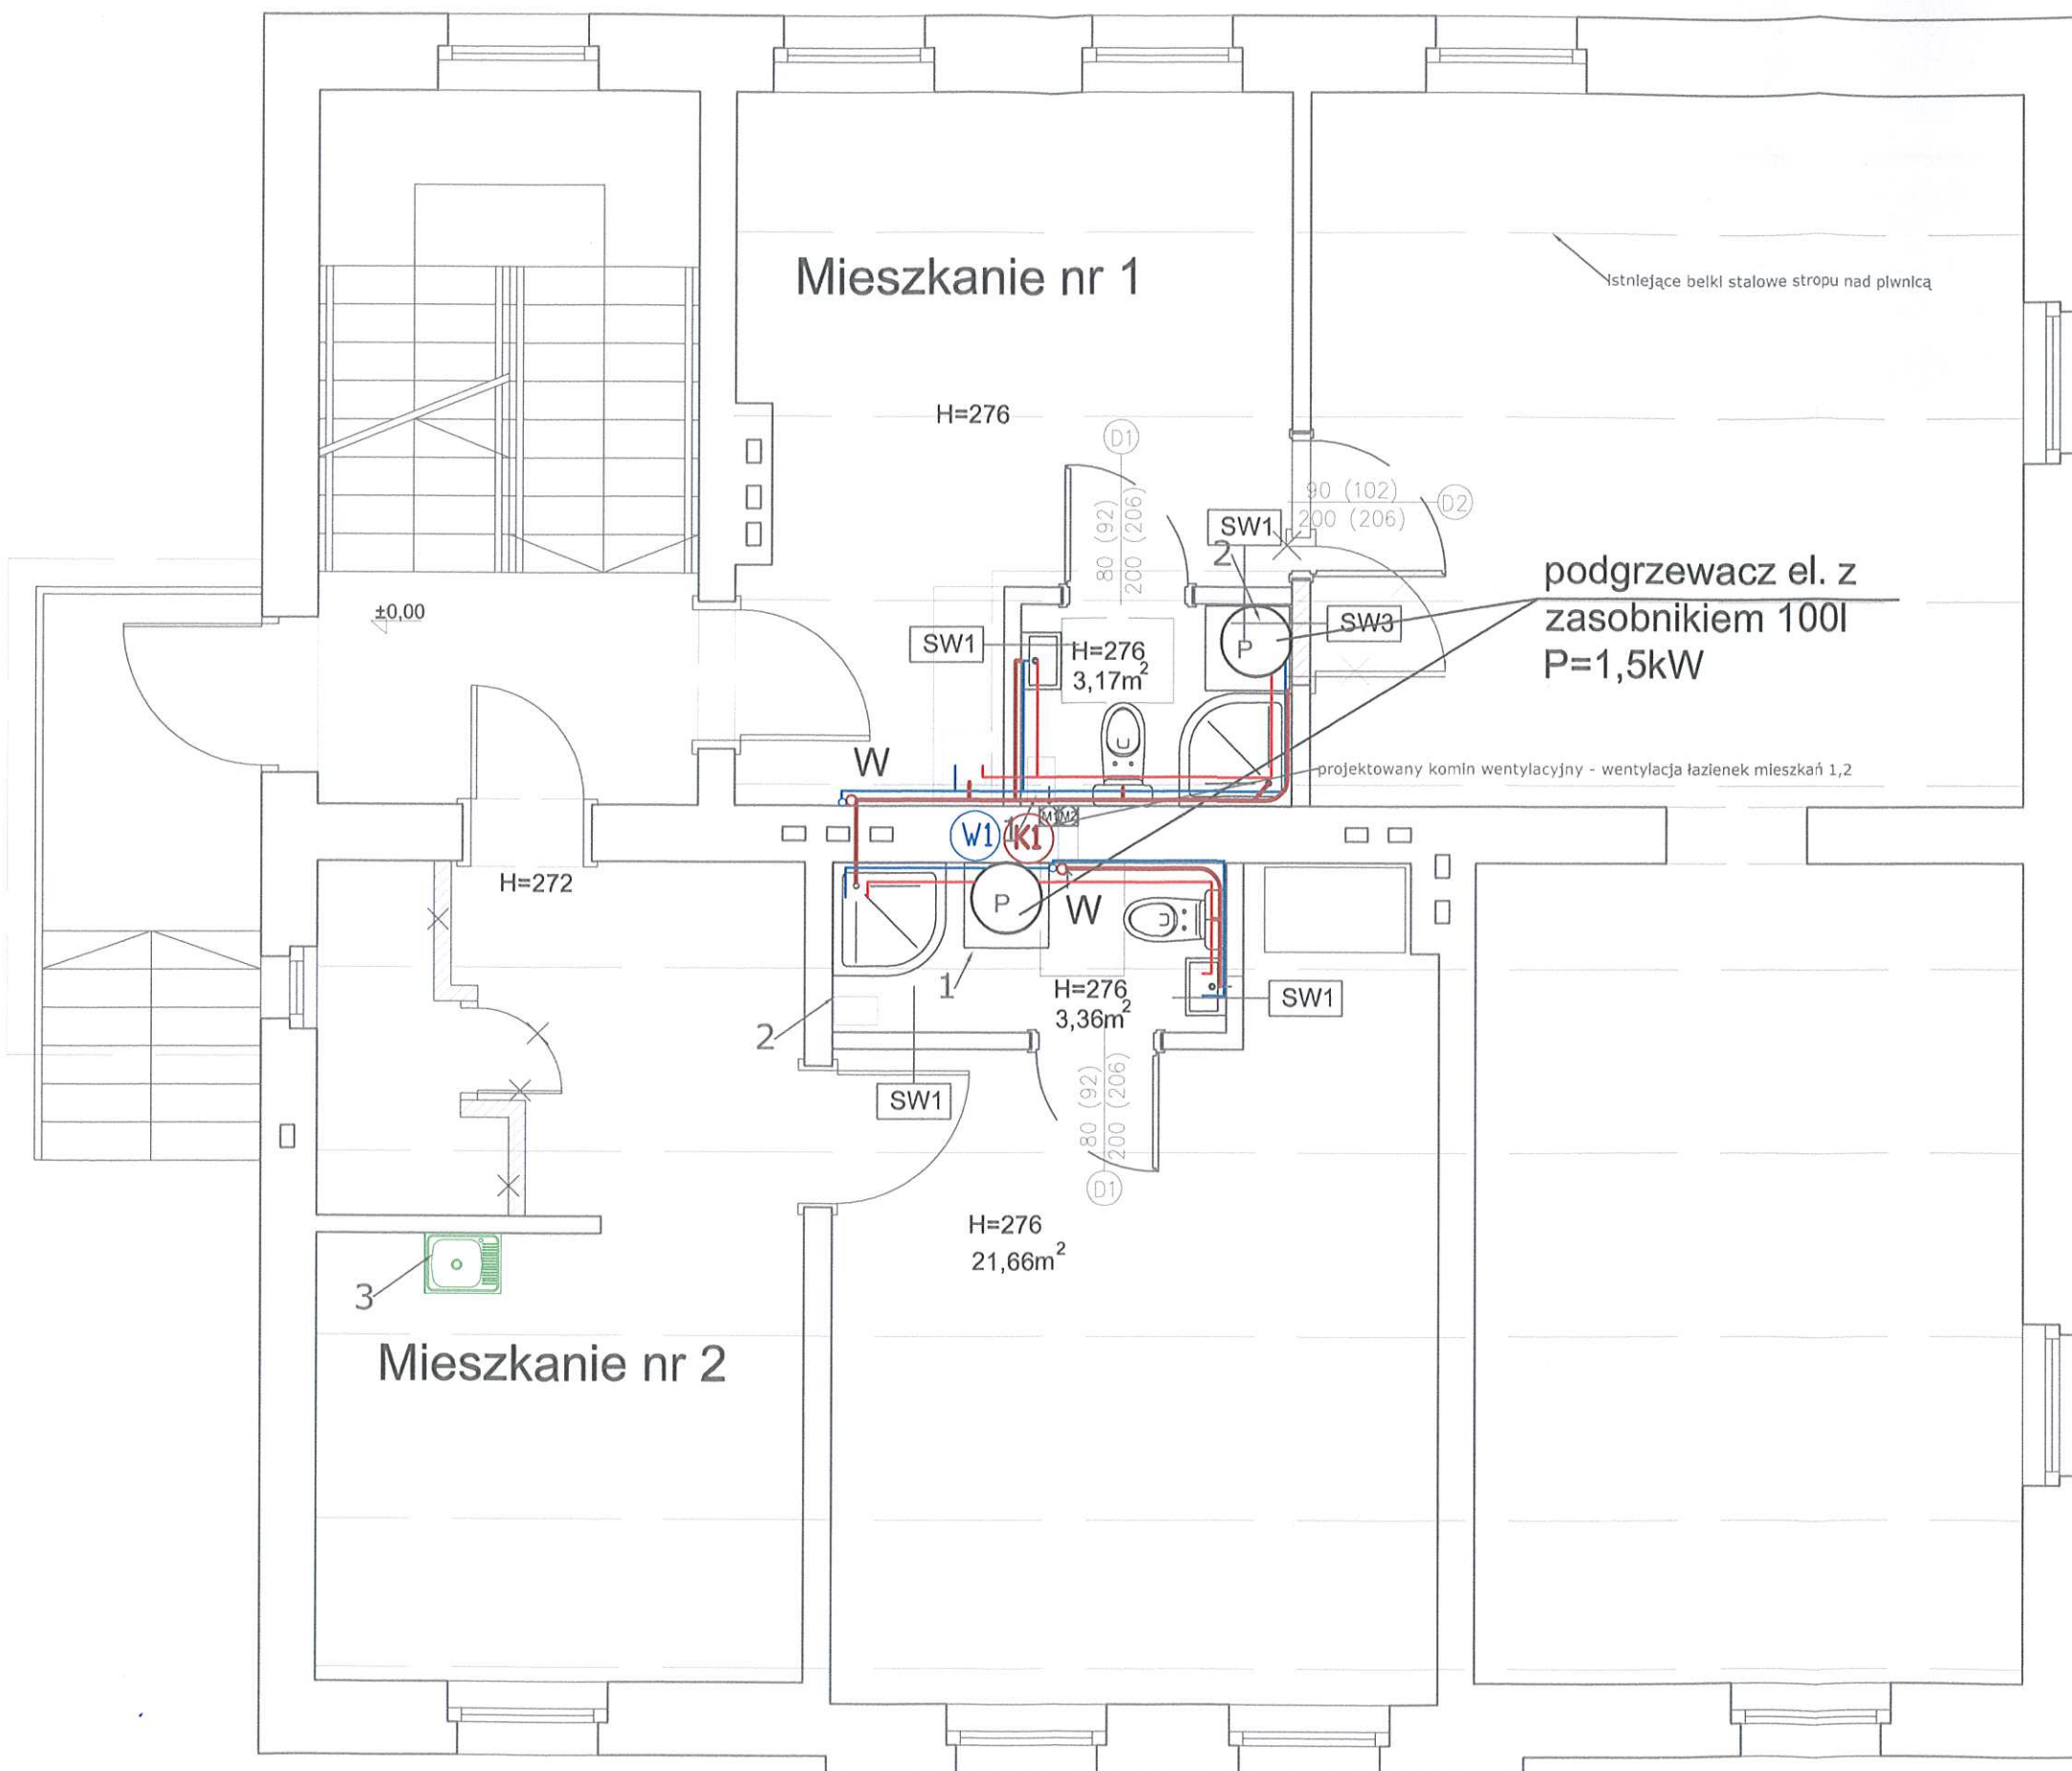 Mieszkanie nr 1
Istniejące belki stalowe stropu nad piwnicą
H=276
D1
80 (92)
200 (206)
90 (102)
200 (206)
D2
SW1
2
podgrzewacz el. z
zasobnikiem 100l
P=1,5kW
±0,00
SW3
SW1
H=276
3,17m²
P
W
projektowany komin wentylacyjny - wentylacja łazienek mieszkań 1,2
M1 M2
W1
1
K1
H=272
P
W
1
H=276
3,36m²
SW1
2
SW1
80 (92)
200 (206)
D1
H=276
21,66m²
3
Mieszkanie nr 2